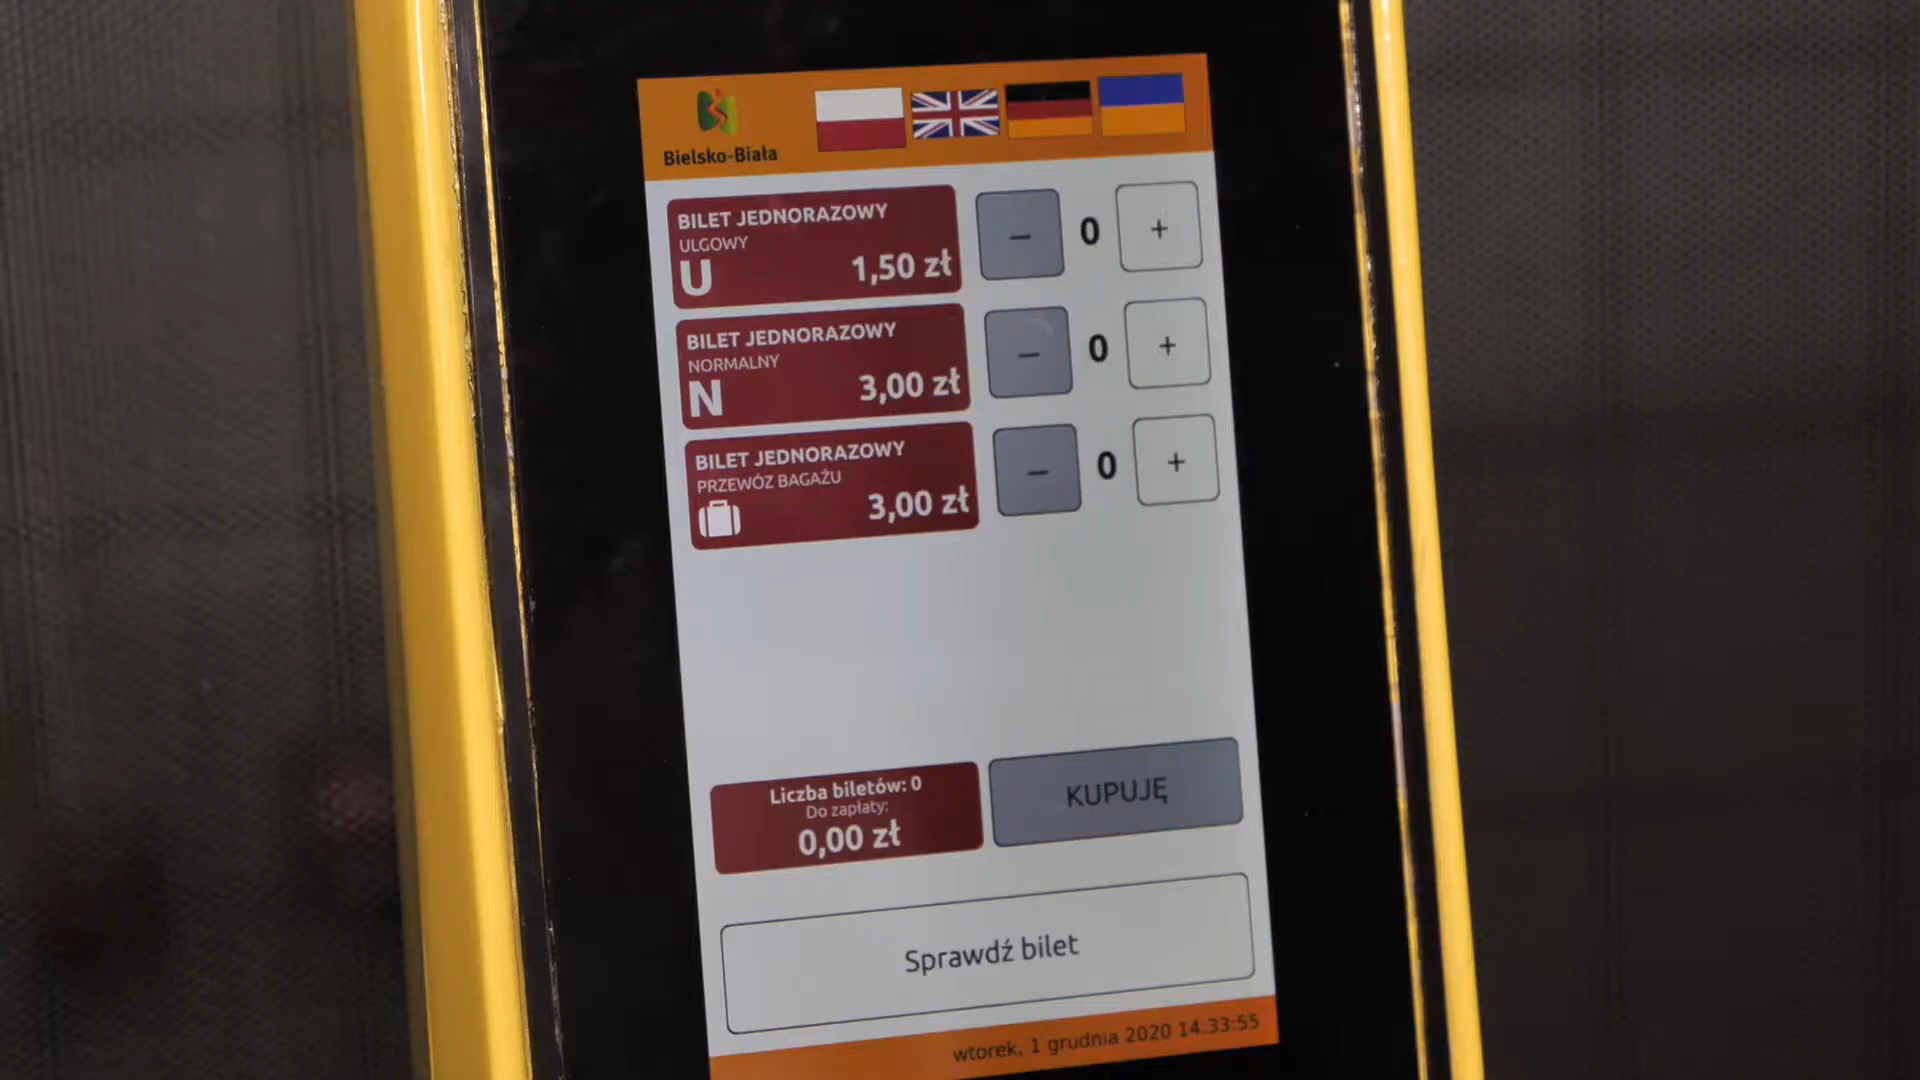 Bielsko-Biała
BILET JEDNORAZOWY
ULGOWY
U 1,50 zł
– 0 +
BILET JEDNORAZOWY
NORMALNY
N 3,00 zł
– 0 +
BILET JEDNORAZOWY
PRZEWÓZ BAGAŻU
3,00 zł
– 0 +
Liczba biletów: 0
Do zapłaty:
0,00 zł
KUPUJĘ
Sprawdź bilet
wtorek, 1 grudnia 2020 14:33:55